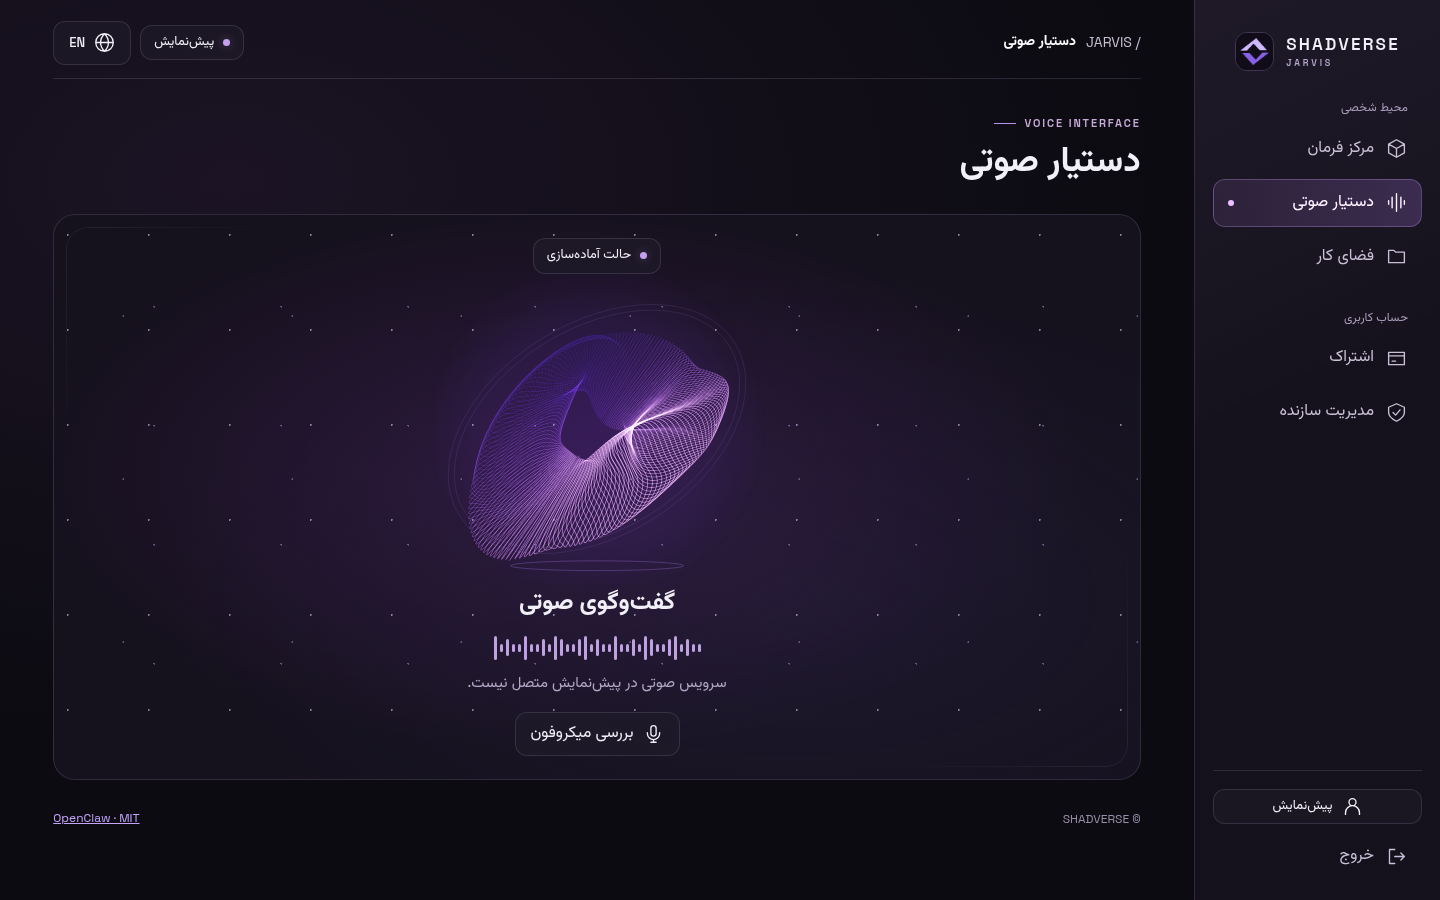 SHADVERSE
JARVIS
محیط شخصی
مرکز فرمان
دستیار صوتی
فضای کار
حساب کاربری
اشتراک
مدیریت سازنده
پیش‌نمایش
خروج
JARVIS / دستیار صوتی
پیش‌نمایش
EN
VOICE INTERFACE
دستیار صوتی
حالت آماده‌سازی
گفت‌وگوی صوتی
سرویس صوتی در پیش‌نمایش متصل نیست.
بررسی میکروفون
SHADVERSE ©
OpenClaw · MIT